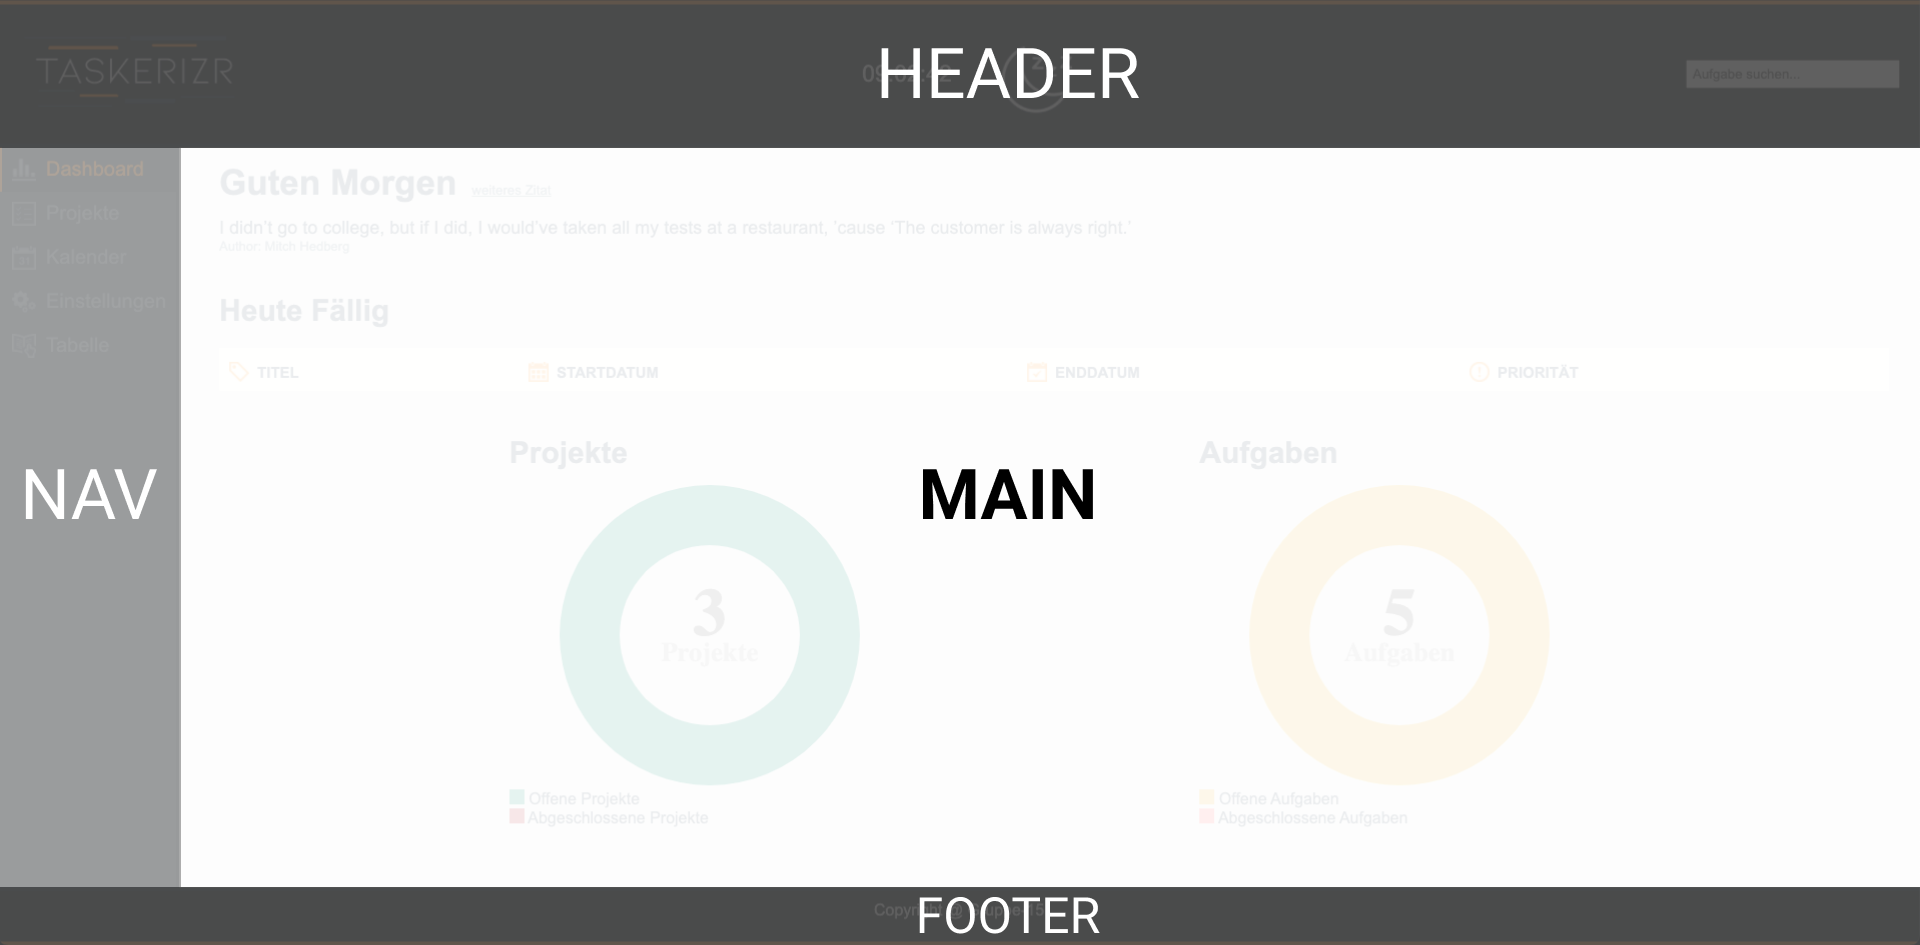 TASKERIZR
HEADER
Aufgabe suchen...
Dashboard
Projekte
Kalender
Einstellungen
Tabelle
NAV
Guten Morgen weiteres Zitat
I didn't go to college, but if I did, I would've taken all my tests at a restaurant, 'cause 'The customer is always right.'
Author: Mitch Hedberg
Heute Fällig
TITEL STARTDATUM ENDDATUM PRIORITÄT
MAIN
Projekte
3
Projekte
Offene Projekte
Abgeschlossene Projekte
Aufgaben
5
Aufgaben
Offene Aufgaben
Abgeschlossene Aufgaben
FOOTER